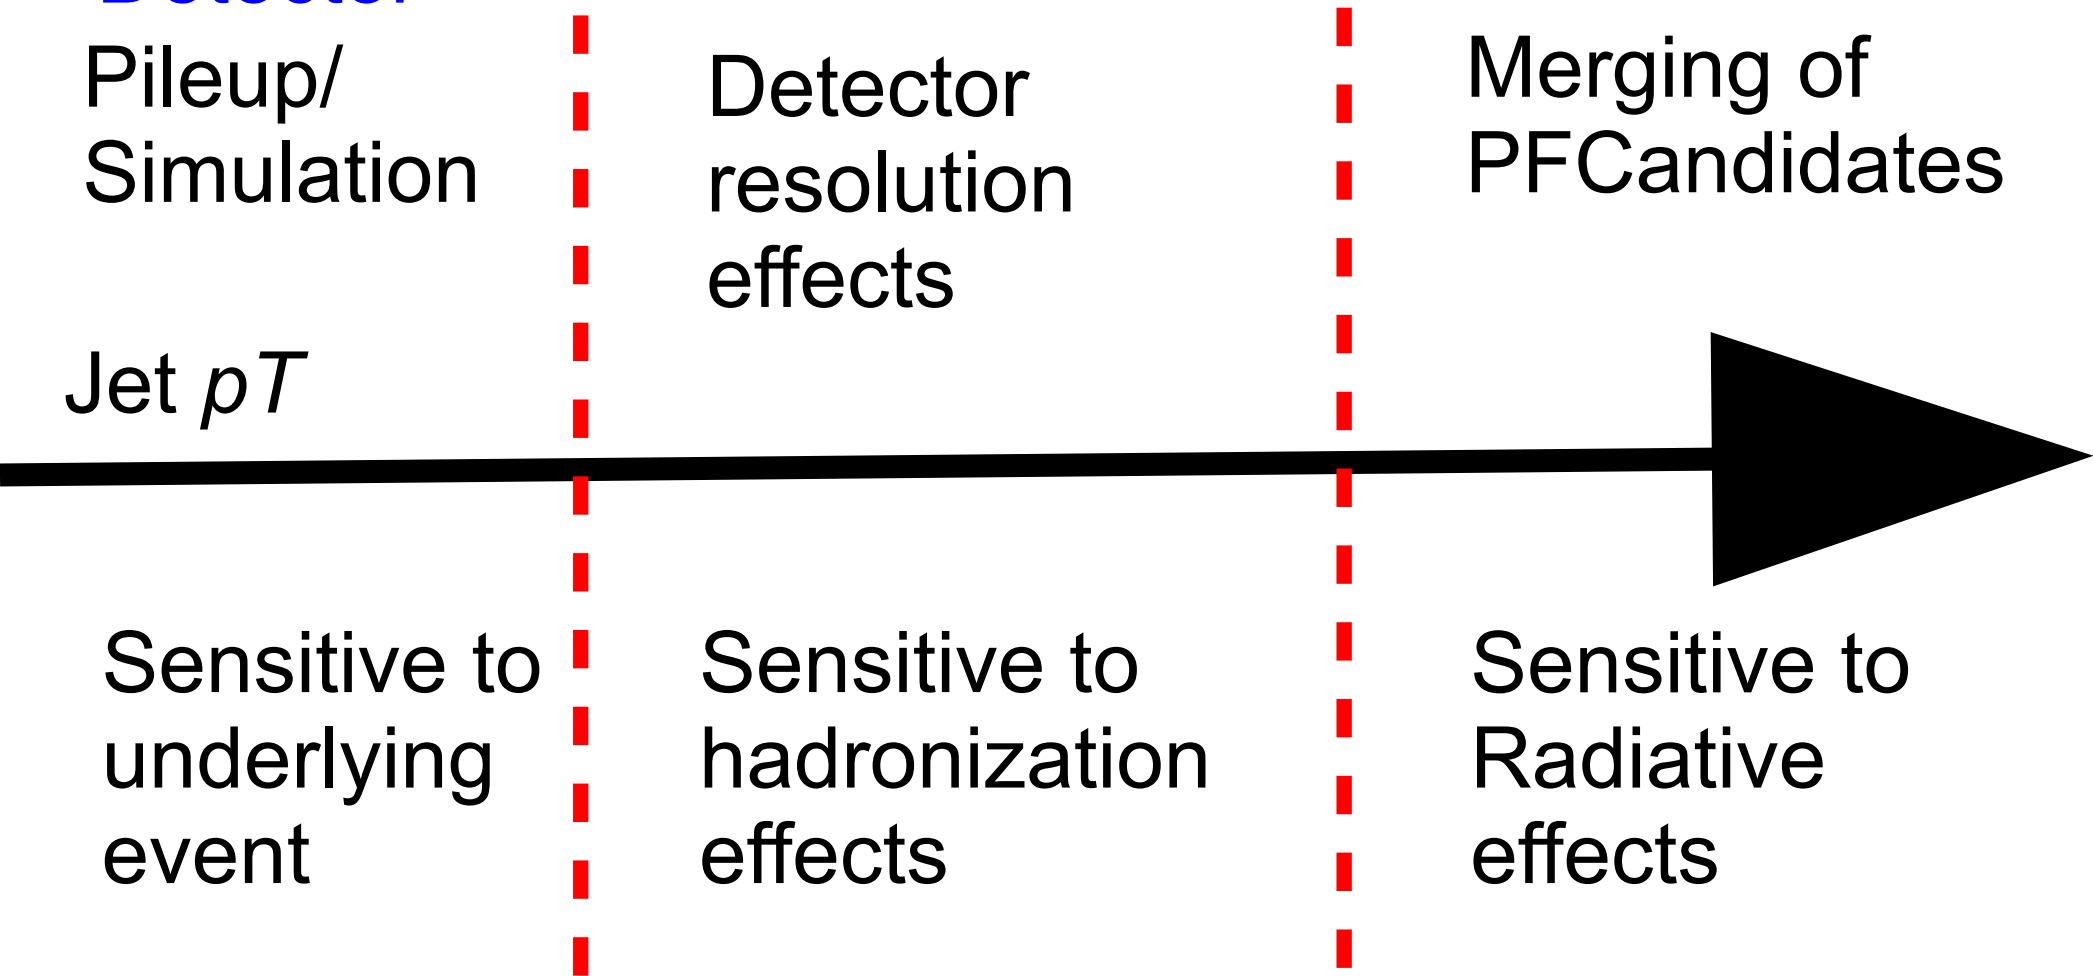 Detector
Pileup/
Simulation
Detector
resolution
effects
Merging of
PFCandidates
Jet pT
Sensitive to
underlying
event
Sensitive to
hadronization
effects
Sensitive to
Radiative
effects